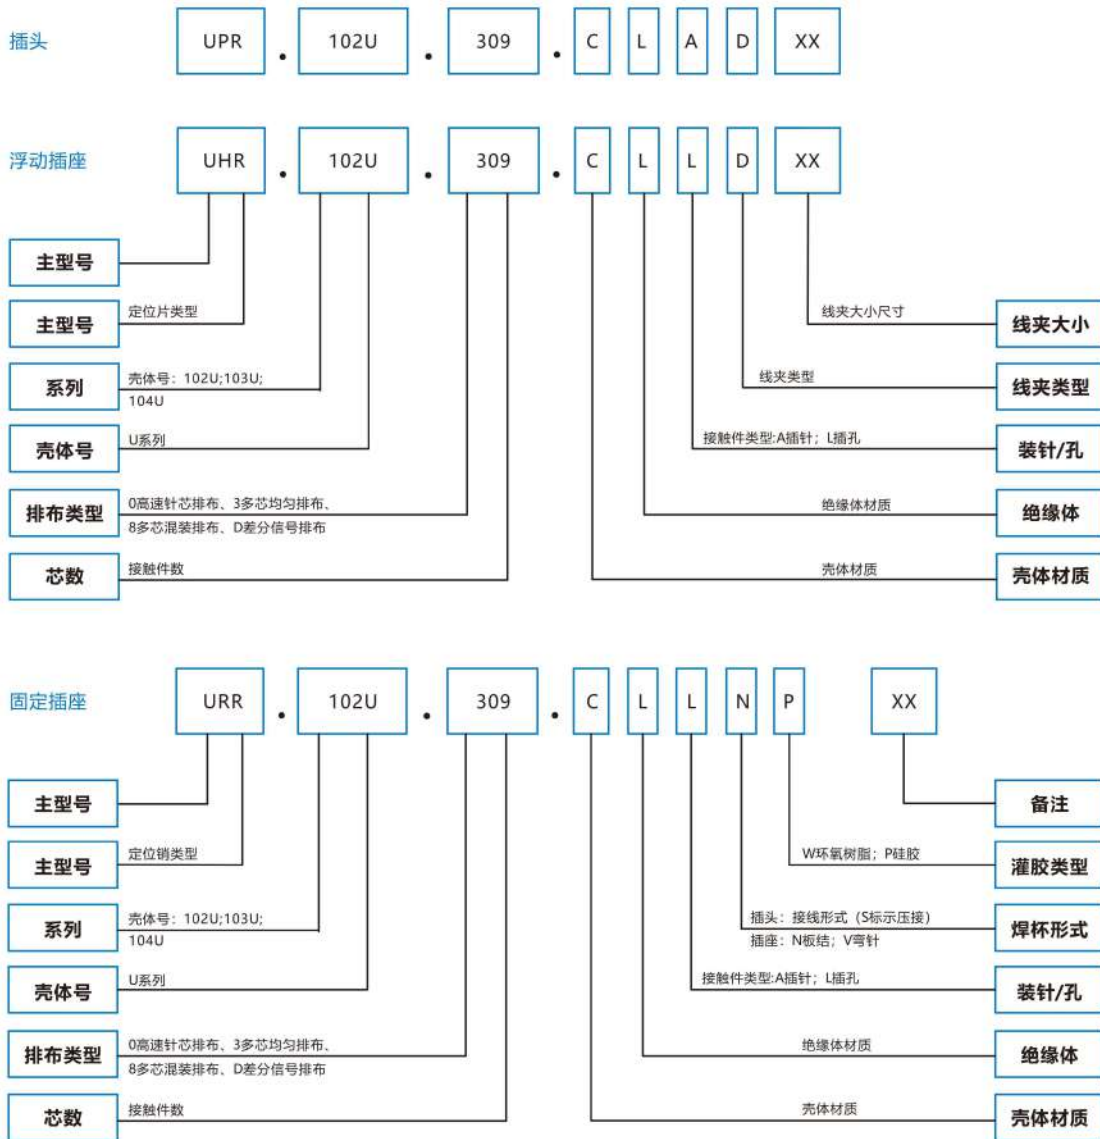 插头 UPR . 102U . 309 . C L A D XX
浮动插座 UHR . 102U . 309 . C L L D XX
主型号
主型号 定位片类型 线夹大小尺寸 线夹大小
系列 壳体号：102U;103U; 线夹类型 线夹类型
104U
壳体号 U系列 接触件类型:A插针；L插孔 装针/孔
排布类型 0高速针芯排布、3多芯均匀排布、 绝缘体材质 绝缘体
8多芯混装排布、D差分信号排布
芯数 接触件数 壳体材质 壳体材质
固定插座 URR . 102U . 309 . C L L N P XX
主型号 备注
主型号 定位销类型 W环氧树脂；P硅胶 灌胶类型
系列 壳体号：102U;103U; 插头：接线形式（S标示压接） 焊杯形式
104U 插座：N板结；V弯针
壳体号 U系列 接触件类型:A插针；L插孔 装针/孔
排布类型 0高速针芯排布、3多芯均匀排布、 绝缘体材质 绝缘体
8多芯混装排布、D差分信号排布
芯数 接触件数 壳体材质 壳体材质